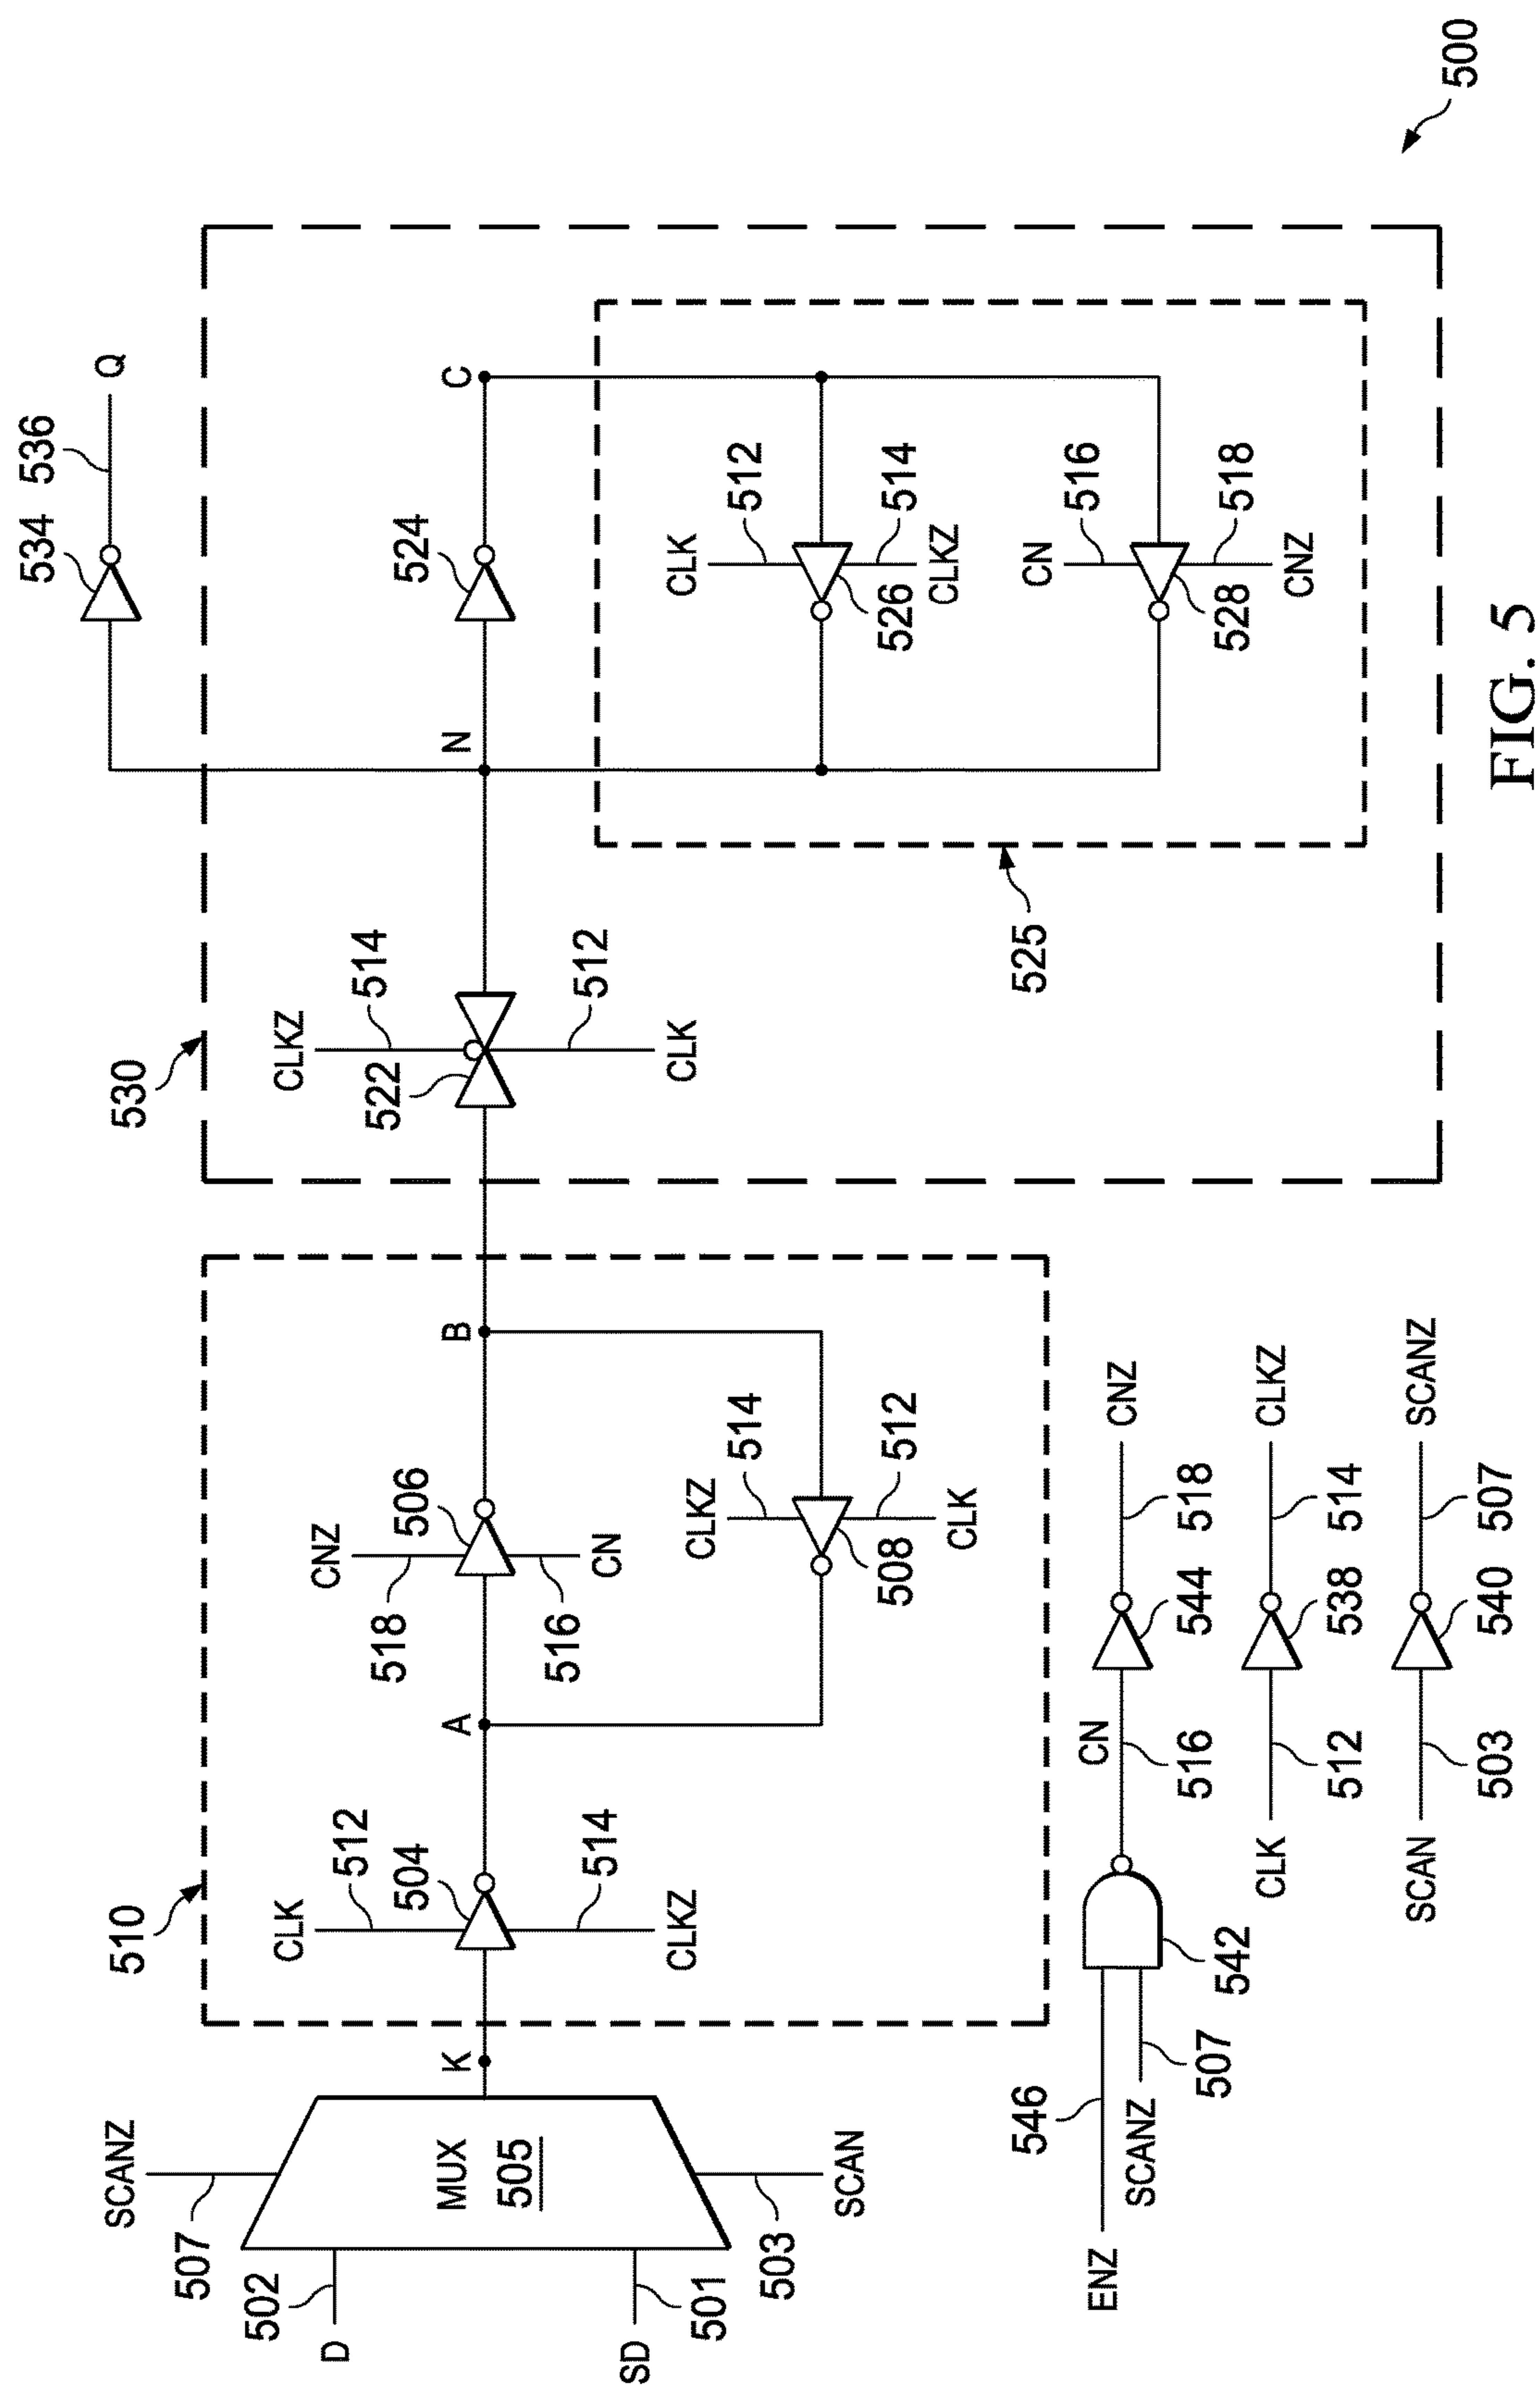 500
Q
536
534
530
C
524
N
CLK
512
514
CLKZ
526
CN
516
518
CNZ
528
525
CLKZ
514
522
512
CLK
510
B
CNZ
518
506
516
CN
A
CLKZ
514
508
512
CLK
CLK
512
504
514
CLKZ
K
SCANZ
507
MUX
505
503
SCAN
D
502
SD
501
ENZ
546
SCANZ
507
542
CN
516
544
518
CNZ
CLK
512
538
514
CLKZ
SCAN
503
540
507
SCANZ
FIG. 5